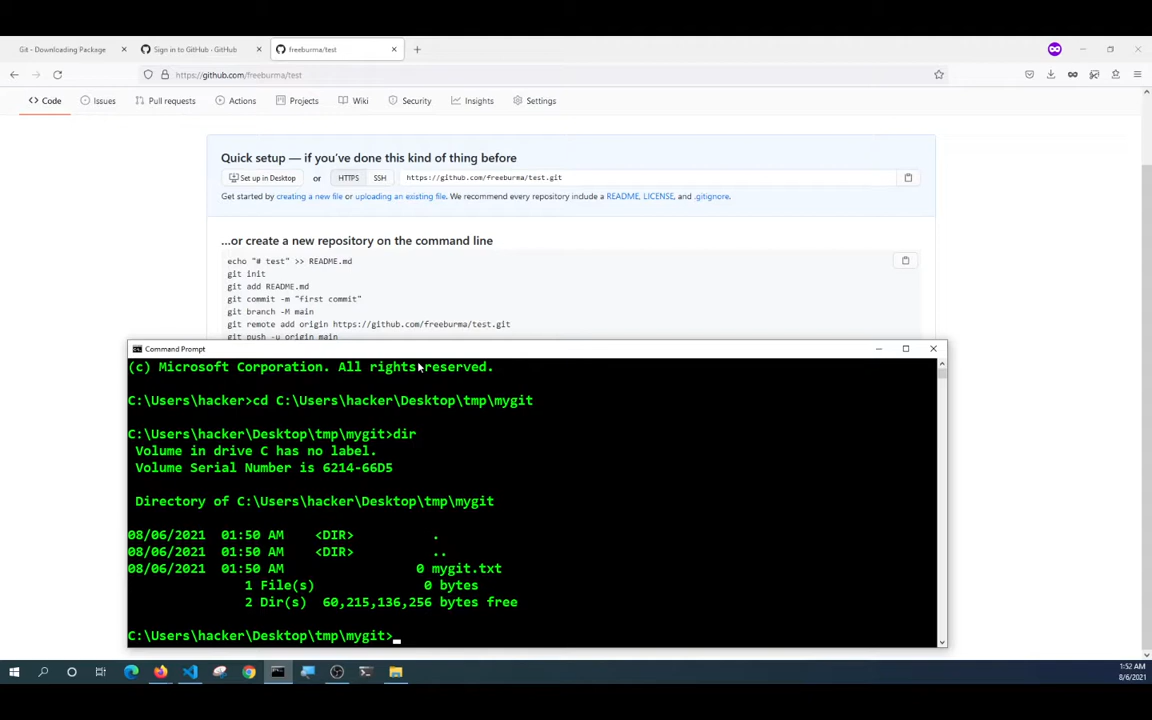 Git - Downloading Package
Sign in to GitHub · GitHub
freeburma/test
https://github.com/freeburma/test
Code
Issues
Pull requests
Actions
Projects
Wiki
Security
Insights
Settings
Quick setup — if you've done this kind of thing before
Set up in Desktop or HTTPS SSH https://github.com/freeburma/test.git
Get started by creating a new file or uploading an existing file. We recommend every repository include a README, LICENSE, and .gitignore.
...or create a new repository on the command line
echo "# test" >> README.md
git init
git add README.md
git commit -m "first commit"
git branch -M main
git remote add origin https://github.com/freeburma/test.git
git push -u origin main
Command Prompt
(c) Microsoft Corporation. All rights reserved.
C:\Users\hacker>cd C:\Users\hacker\Desktop\tmp\mygit
C:\Users\hacker\Desktop\tmp\mygit>dir
Volume in drive C has no label.
Volume Serial Number is 6214-66D5
Directory of C:\Users\hacker\Desktop\tmp\mygit
08/06/2021 01:50 AM <DIR> .
08/06/2021 01:50 AM <DIR> ..
08/06/2021 01:50 AM 0 mygit.txt
1 File(s) 0 bytes
2 Dir(s) 60,215,136,256 bytes free
C:\Users\hacker\Desktop\tmp\mygit>
1:52 AM
8/6/2021